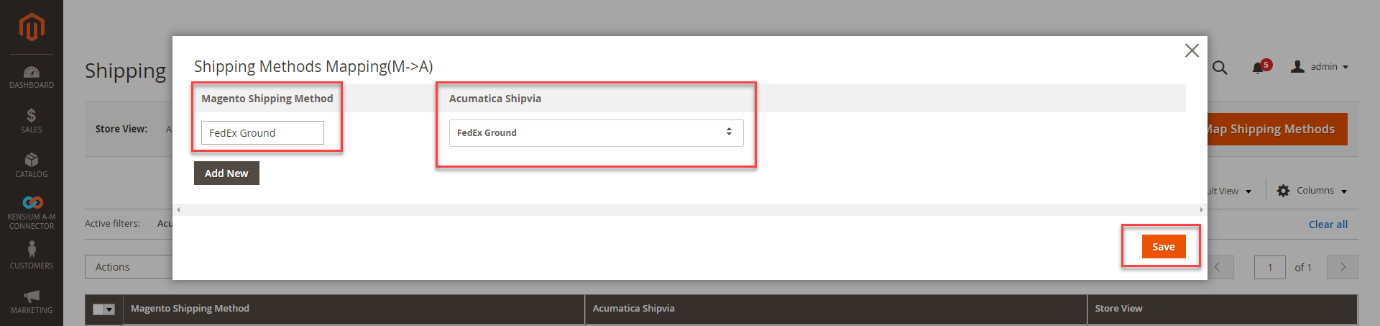 Shipping Methods Mapping(M->A)
Magento Shipping Method
Acumatica Shipvia
FedEx Ground
FedEx Ground
Add New
Save
DASHBOARD
SALES
CATALOG
KENSIUM A-M
CONNECTOR
CUSTOMERS
MARKETING
Shipping
5
admin
Store View:
Map Shipping Methods
View
Columns
Active filters:
Clear all
Actions
1
of 1
Magento Shipping Method
Acumatica Shipvia
Store View